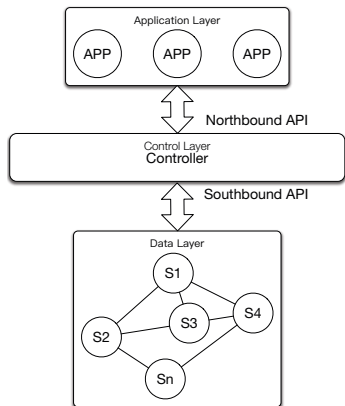 Application Layer
APP APP APP
Northbound API
Control Layer
Controller
Southbound API
Data Layer
S1
S4
S3
S2
Sn